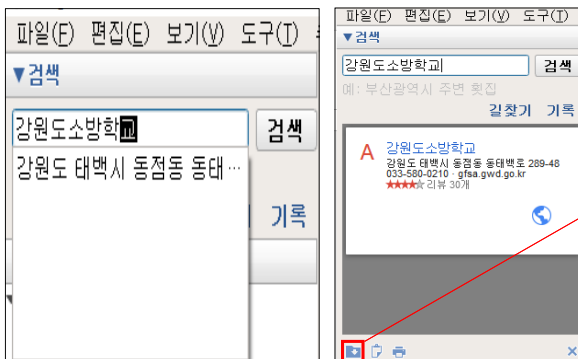 파일(F) 편집(E) 보기(V) 도구(T)
▼검색
강원도소방학교 검색
강원도 태백시 동점동 동태 ···
기록
파일(F) 편집(E) 보기(V) 도구(T)
▼검색
강원도소방학교 검색
예: 부산광역시 주변 횟집
길찾기 기록
A 강원도소방학교
강원도 태백시 동점동 동태백로 289-48
033-580-0210 · gfsa.gwd.go.kr
★★★★☆ 리뷰 30개